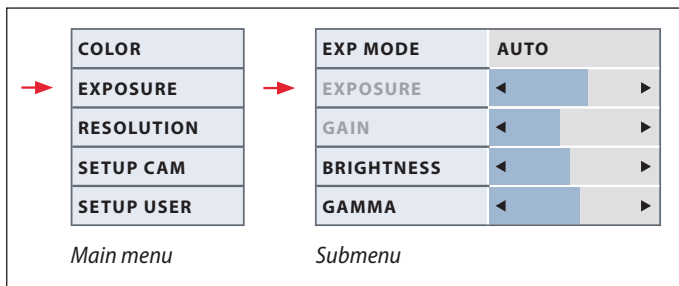 COLOR
EXPOSURE
RESOLUTION
SETUP CAM
SETUP USER
Main menu
EXP MODE AUTO
EXPOSURE
GAIN
BRIGHTNESS
GAMMA
Submenu